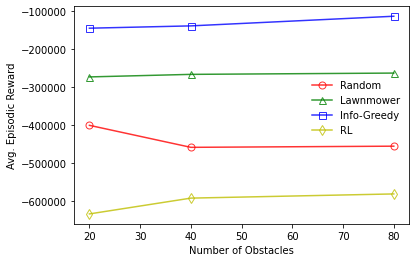 −100000
−200000
−300000
−400000
−500000
−600000
Avg. Episodic Reward
Random
Lawnmower
Info-Greedy
RL
20
30
40
50
60
70
80
Number of Obstacles